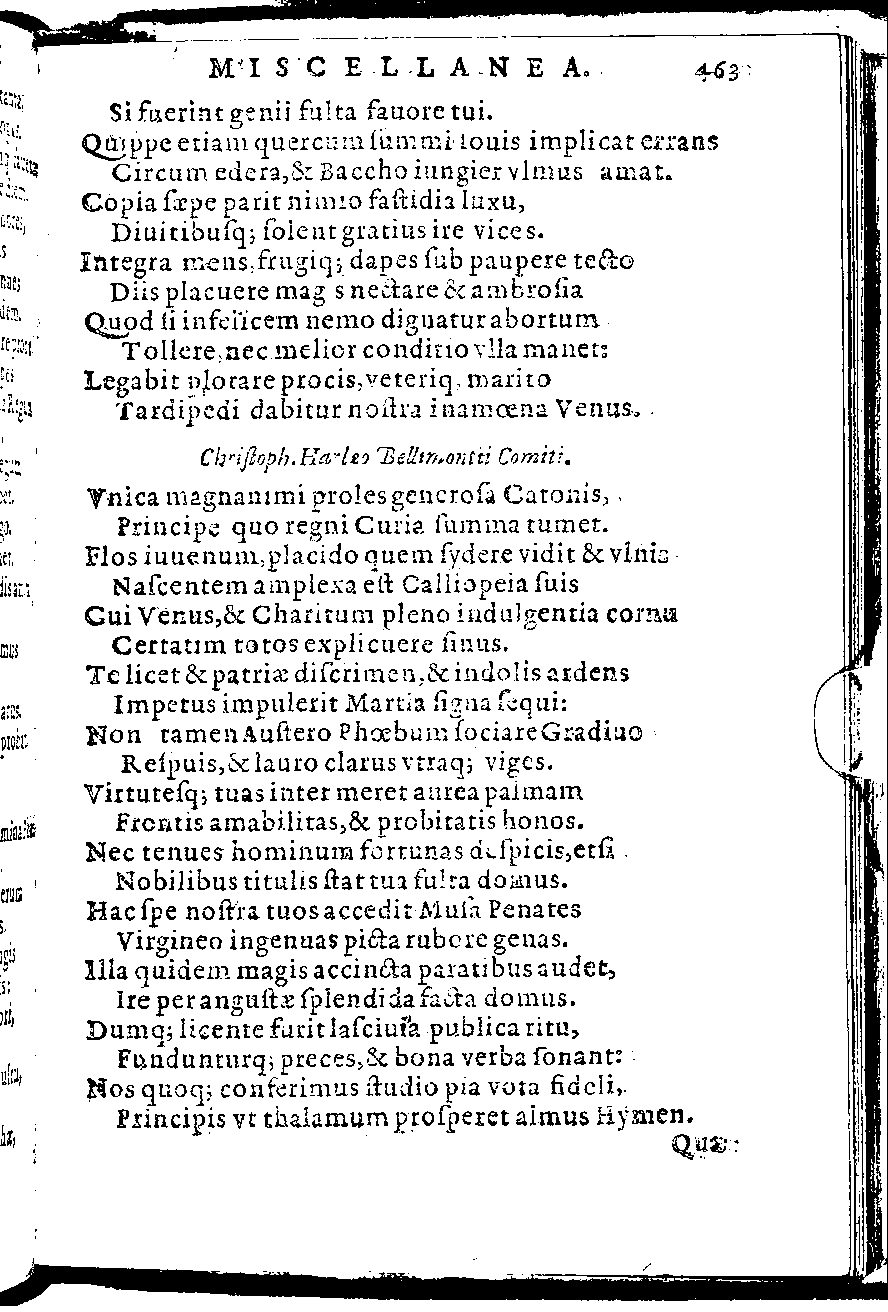 MISCELLANEA. 463
Si fuerint genii fulta fauore tui.
Quippe etiam quercum ſummi Iouis implicat errans
Circum edera,& Baccho iungier vlmus amat.
Copia ſæpe parit nimio faſtidia luxu,
Diuitibuſq; ſolent gratius ire vices.
Integra mens,frugiq; dapes ſub paupere tecto
Diis placuere mag s nectare & ambroſia
Quod ſi infelicem nemo dignatur abortum
Tollere,nec melior conditio vlla manet:
Legabit plorare procis,veteriq, marito
Tardipedi dabitur noſtra inamœna Venus.
Chriſtoph. Harlæo Bellimontii Comiti.
Vnica magnanimi proles generoſa Catonis,
Principe quo regni Curia ſumma tumet.
Flos iuuenum,placido quem ſydere vidit & vlnis
Naſcentem amplexa eſt Calliopeia ſuis
Cui Venus,& Charitum pleno indulgentia cornu
Certatim totos explicuere ſinus.
Te licet & patriæ diſcrimen,& indolis ardens
Impetus impulerit Martia ſigna ſequi:
Non tamen Auſtero Phœbum ſociare Gradiuo
Reſpuis,& lauro clarus vtraq; viges.
Virtuteſq; tuas inter meret aurea palmam
Frontis amabilitas,& probitatis honos.
Nec tenues hominum fortunas deſpicis,etſi
Nobilibus titulis ſtat tua fulta domus.
Hac ſpe noſtra tuos accedit Muſa Penates
Virgineo ingenuas picta rubore genas.
Illa quidem magis accincta paratibus audet,
Ire per anguſtæ ſplendida facta domus.
Dumq; licente furit laſciuia publica ritu,
Fundunturq; preces,& bona verba ſonant:
Nos quoq; conferimus ſtudio pia vota fideli,
Principis vt thalamum proſperet almus Hymen.
Quæ